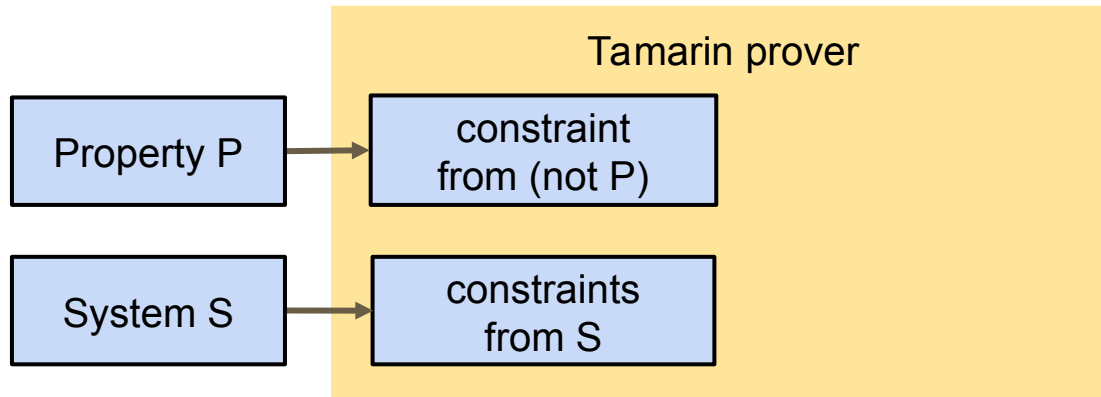 Tamarin prover
Property P
constraint
from (not P)
System S
constraints
from S